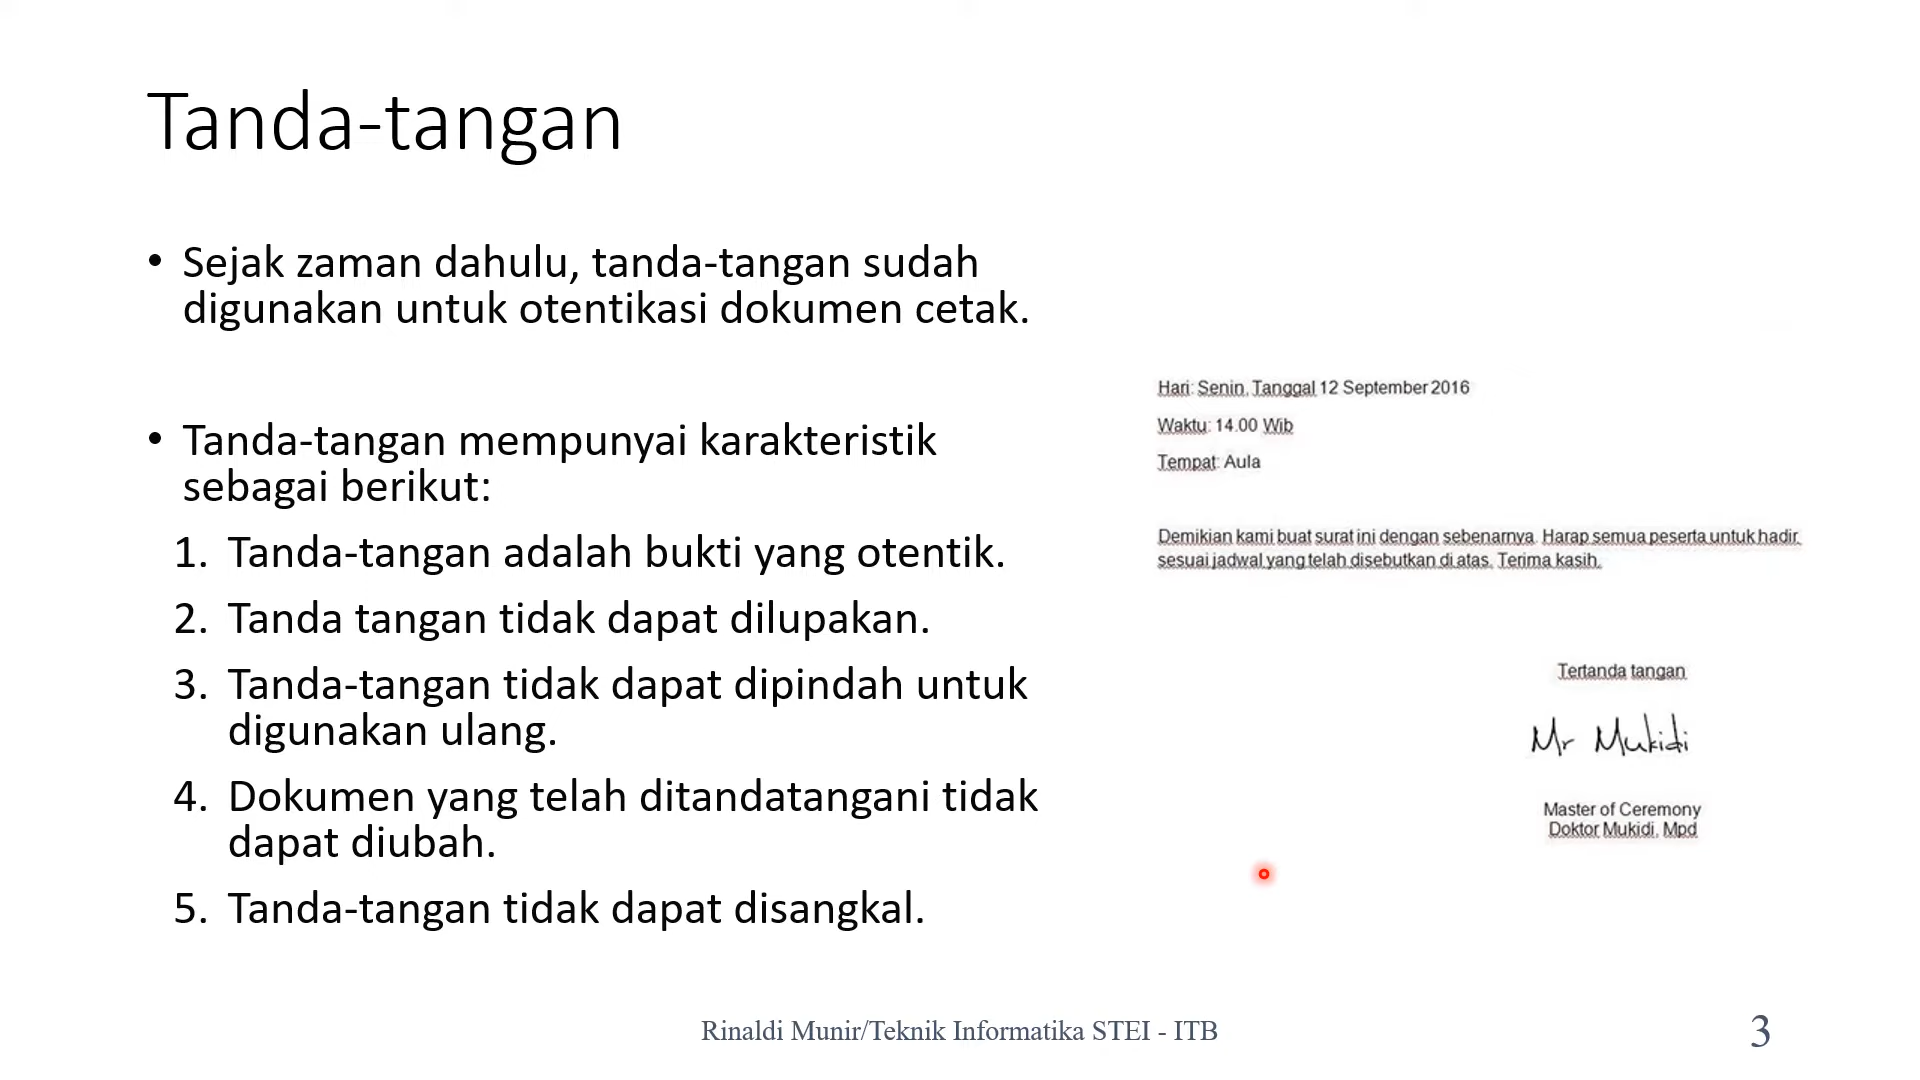 Tanda-tangan
• Sejak zaman dahulu, tanda-tangan sudah
digunakan untuk otentikasi dokumen cetak.
• Tanda-tangan mempunyai karakteristik
sebagai berikut:
1. Tanda-tangan adalah bukti yang otentik.
2. Tanda tangan tidak dapat dilupakan.
3. Tanda-tangan tidak dapat dipindah untuk
digunakan ulang.
4. Dokumen yang telah ditandatangani tidak
dapat diubah.
5. Tanda-tangan tidak dapat disangkal.
Hari: Senin, Tanggal 12 September 2016
Waktu: 14.00 Wib
Tempat: Aula
Demikian kami buat surat ini dengan sebenarnya. Harap semua peserta untuk hadir
sesuai jadwal yang telah disebutkan di atas. Terima kasih.
Tertanda tangan
Mr Mukidi
Master of Ceremony
Doktor Mukidi, Mpd
Rinaldi Munir/Teknik Informatika STEI - ITB
3